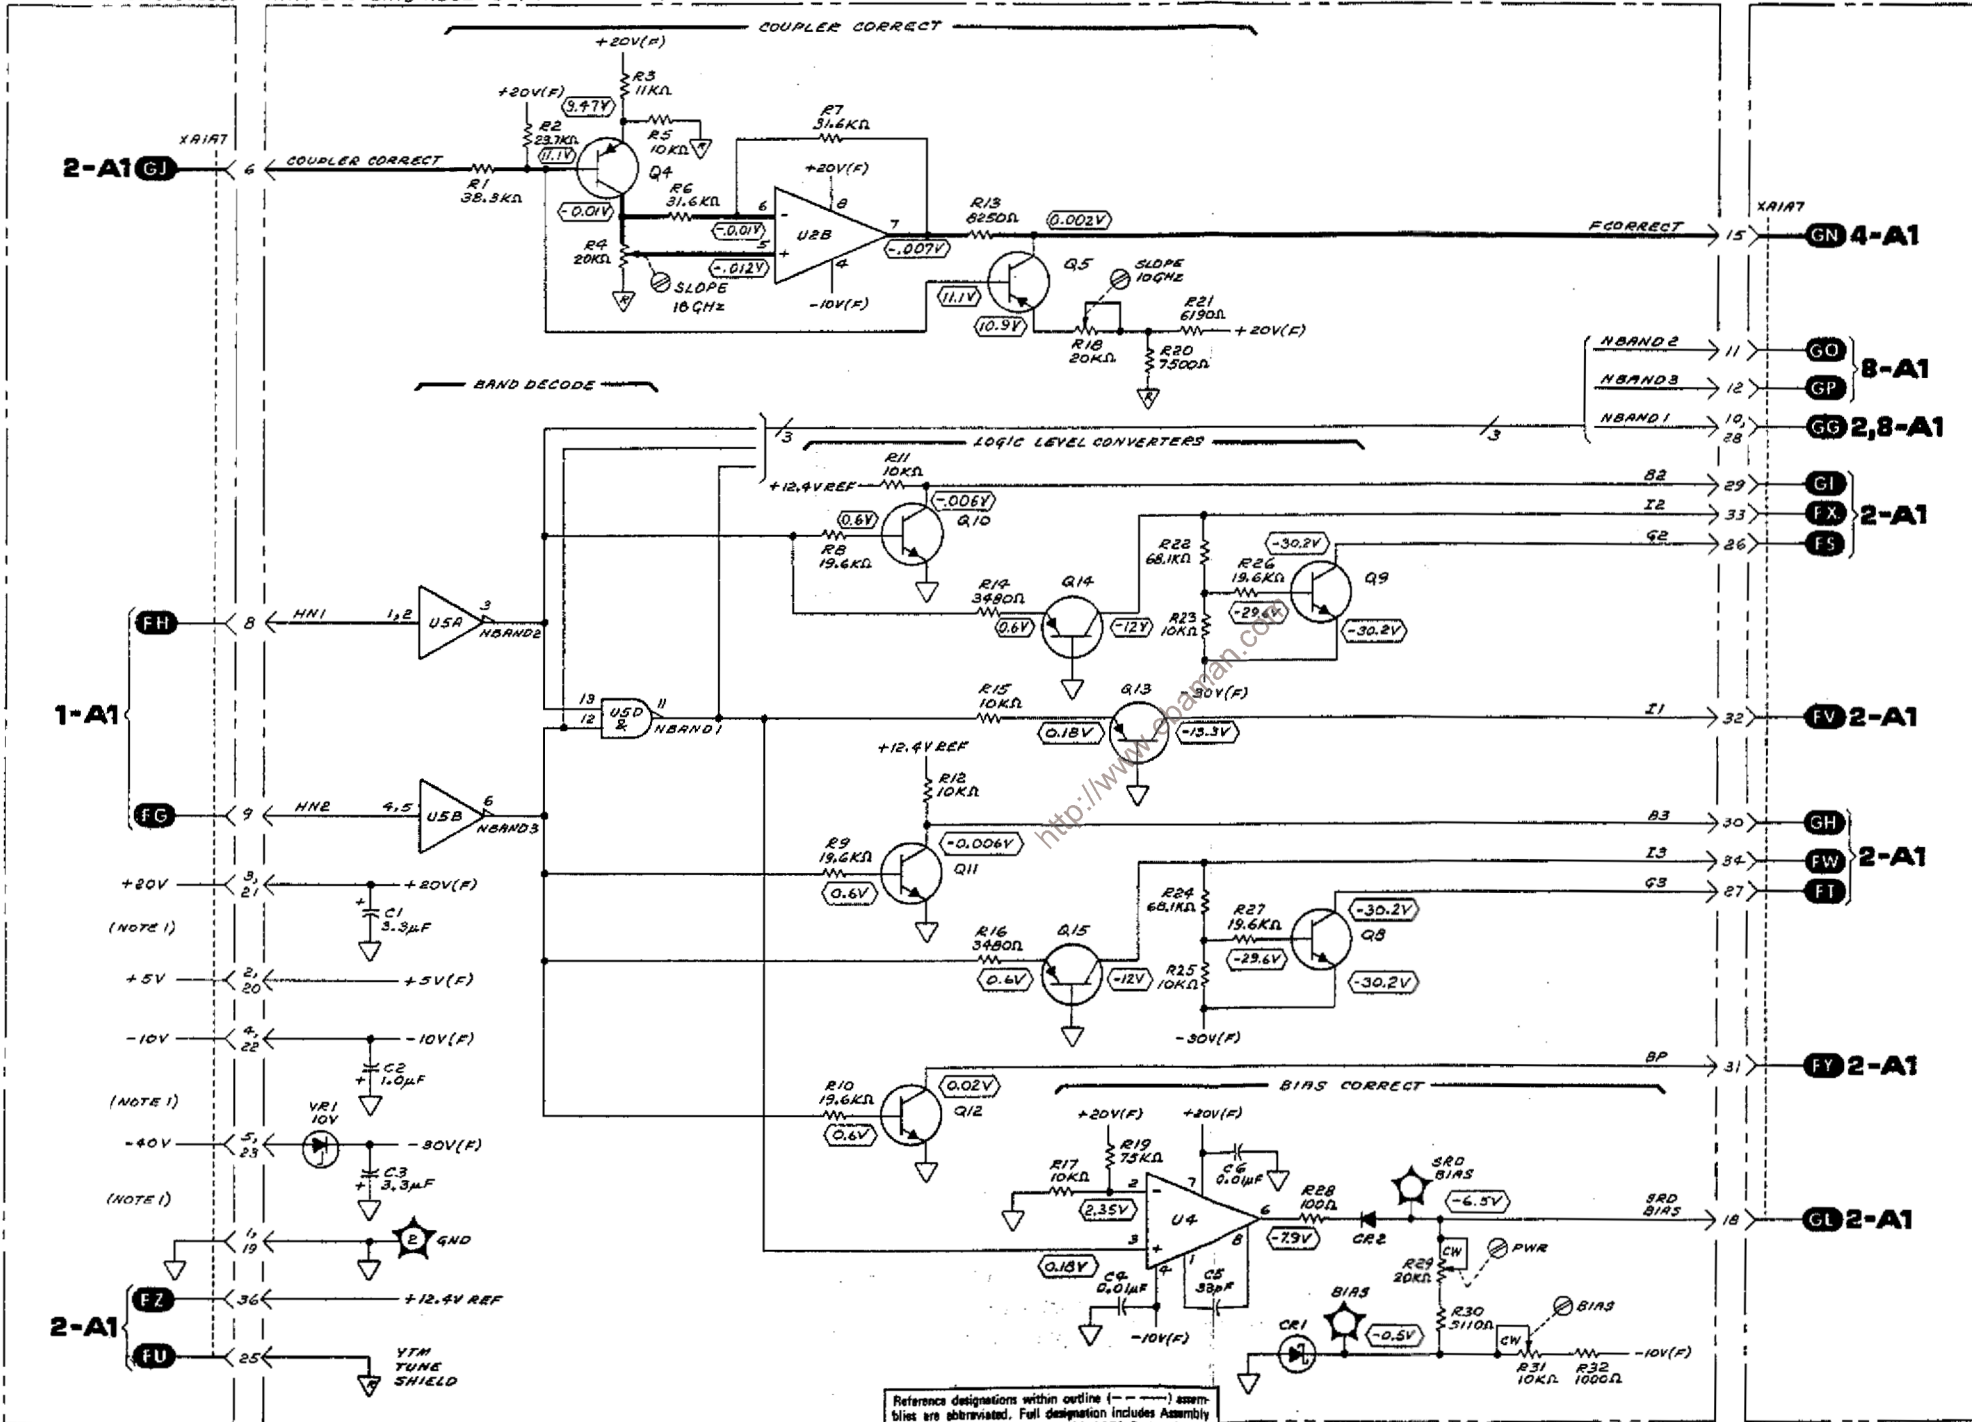 COUPLER CORRECT
+20V(F)
R3
11KΩ
+20V(F)
9.47V
R2
23.7KΩ
11.1V
R5
10KΩ
R
R7
31.6KΩ
XA1A7
2-A1 GJ
6
COUPLER CORRECT
R1
38.3KΩ
Q4
-0.01V
R6
31.6KΩ
-.01V
+20V(F)
6
-
8
U2B
7
5
+
4
-.007V
-10V(F)
R4
20KΩ
-.012V
SLOPE
18GHz
R
R13
8250Ω
0.002V
FCORRECT
XA1A7
15
GN 4-A1
Q5
11.1V
10.9V
SLOPE
10GHz
R18
20KΩ
R21
6190Ω
+20V(F)
R20
7500Ω
R
NBAND2
11
GO
NBAND3
12
GP
8-A1
NBAND1
10,
28
GG 2,8-A1
BAND DECODE
3
3
LOGIC LEVEL CONVERTERS
R11
10KΩ
+12.4V REF
-.006V
0.6V
Q10
R8
19.6KΩ
B2
29
GI
I2
33
FX
2-A1
G2
26
FS
R22
68.1KΩ
-30.2V
R26
19.6KΩ
Q9
-29.6V
-30.2V
R14
3480Ω
Q14
0.6V
-12V
R23
10KΩ
-30V(F)
1-A1
FH
8
HN1
1,2
U5A
3
NBAND2
13
12
U5D
&
11
NBAND1
R15
10KΩ
Q13
0.18V
-13.3V
I1
32
FV 2-A1
FG
9
HN2
4,5
U5B
6
NBAND3
+12.4V REF
R12
10KΩ
R9
19.6KΩ
-0.006V
Q11
0.6V
B3
30
GH
I3
34
FW
2-A1
G3
27
FT
R24
68.1KΩ
R27
19.6KΩ
-30.2V
Q8
-29.6V
-30.2V
R16
3480Ω
Q15
0.6V
-12V
R25
10KΩ
-30V(F)
+20V
3,
21
+20V(F)
+
C1
3.3µF
(NOTE 1)
+5V
2,
20
+5V(F)
-10V
4,
22
-10V(F)
C2
1.0µF
+
(NOTE 1)
VR1
10V
-40V
5,
23
-30V(F)
C3
3.3µF
+
(NOTE 1)
1,
19
2
GND
R10
19.6KΩ
0.02V
Q12
0.6V
BP
31
FY 2-A1
BIAS CORRECT
+20V(F)
R19
75KΩ
+20V(F)
C6
0.01µF
R17
10KΩ
2
-
7
2.35V
U4
6
3
+
8
1
4
0.18V
C4
0.01µF
C5
33pF
-10V(F)
R28
100Ω
-7.9V
CR2
SRD
BIAS
-6.5V
SRD
BIAS
18
GL 2-A1
CW
PWR
R29
20KΩ
R30
5110Ω
BIAS
CR1
-0.5V
CW
BIAS
R31
10KΩ
R32
1000Ω
-10V(F)
2-A1
FZ
36
+12.4V REF
FU
25
YTM
TUNE
SHIELD
R
http://www.ebaman.com
Reference designations within outline (— — —) assem-
blies are abbreviated. Full designation includes Assembly